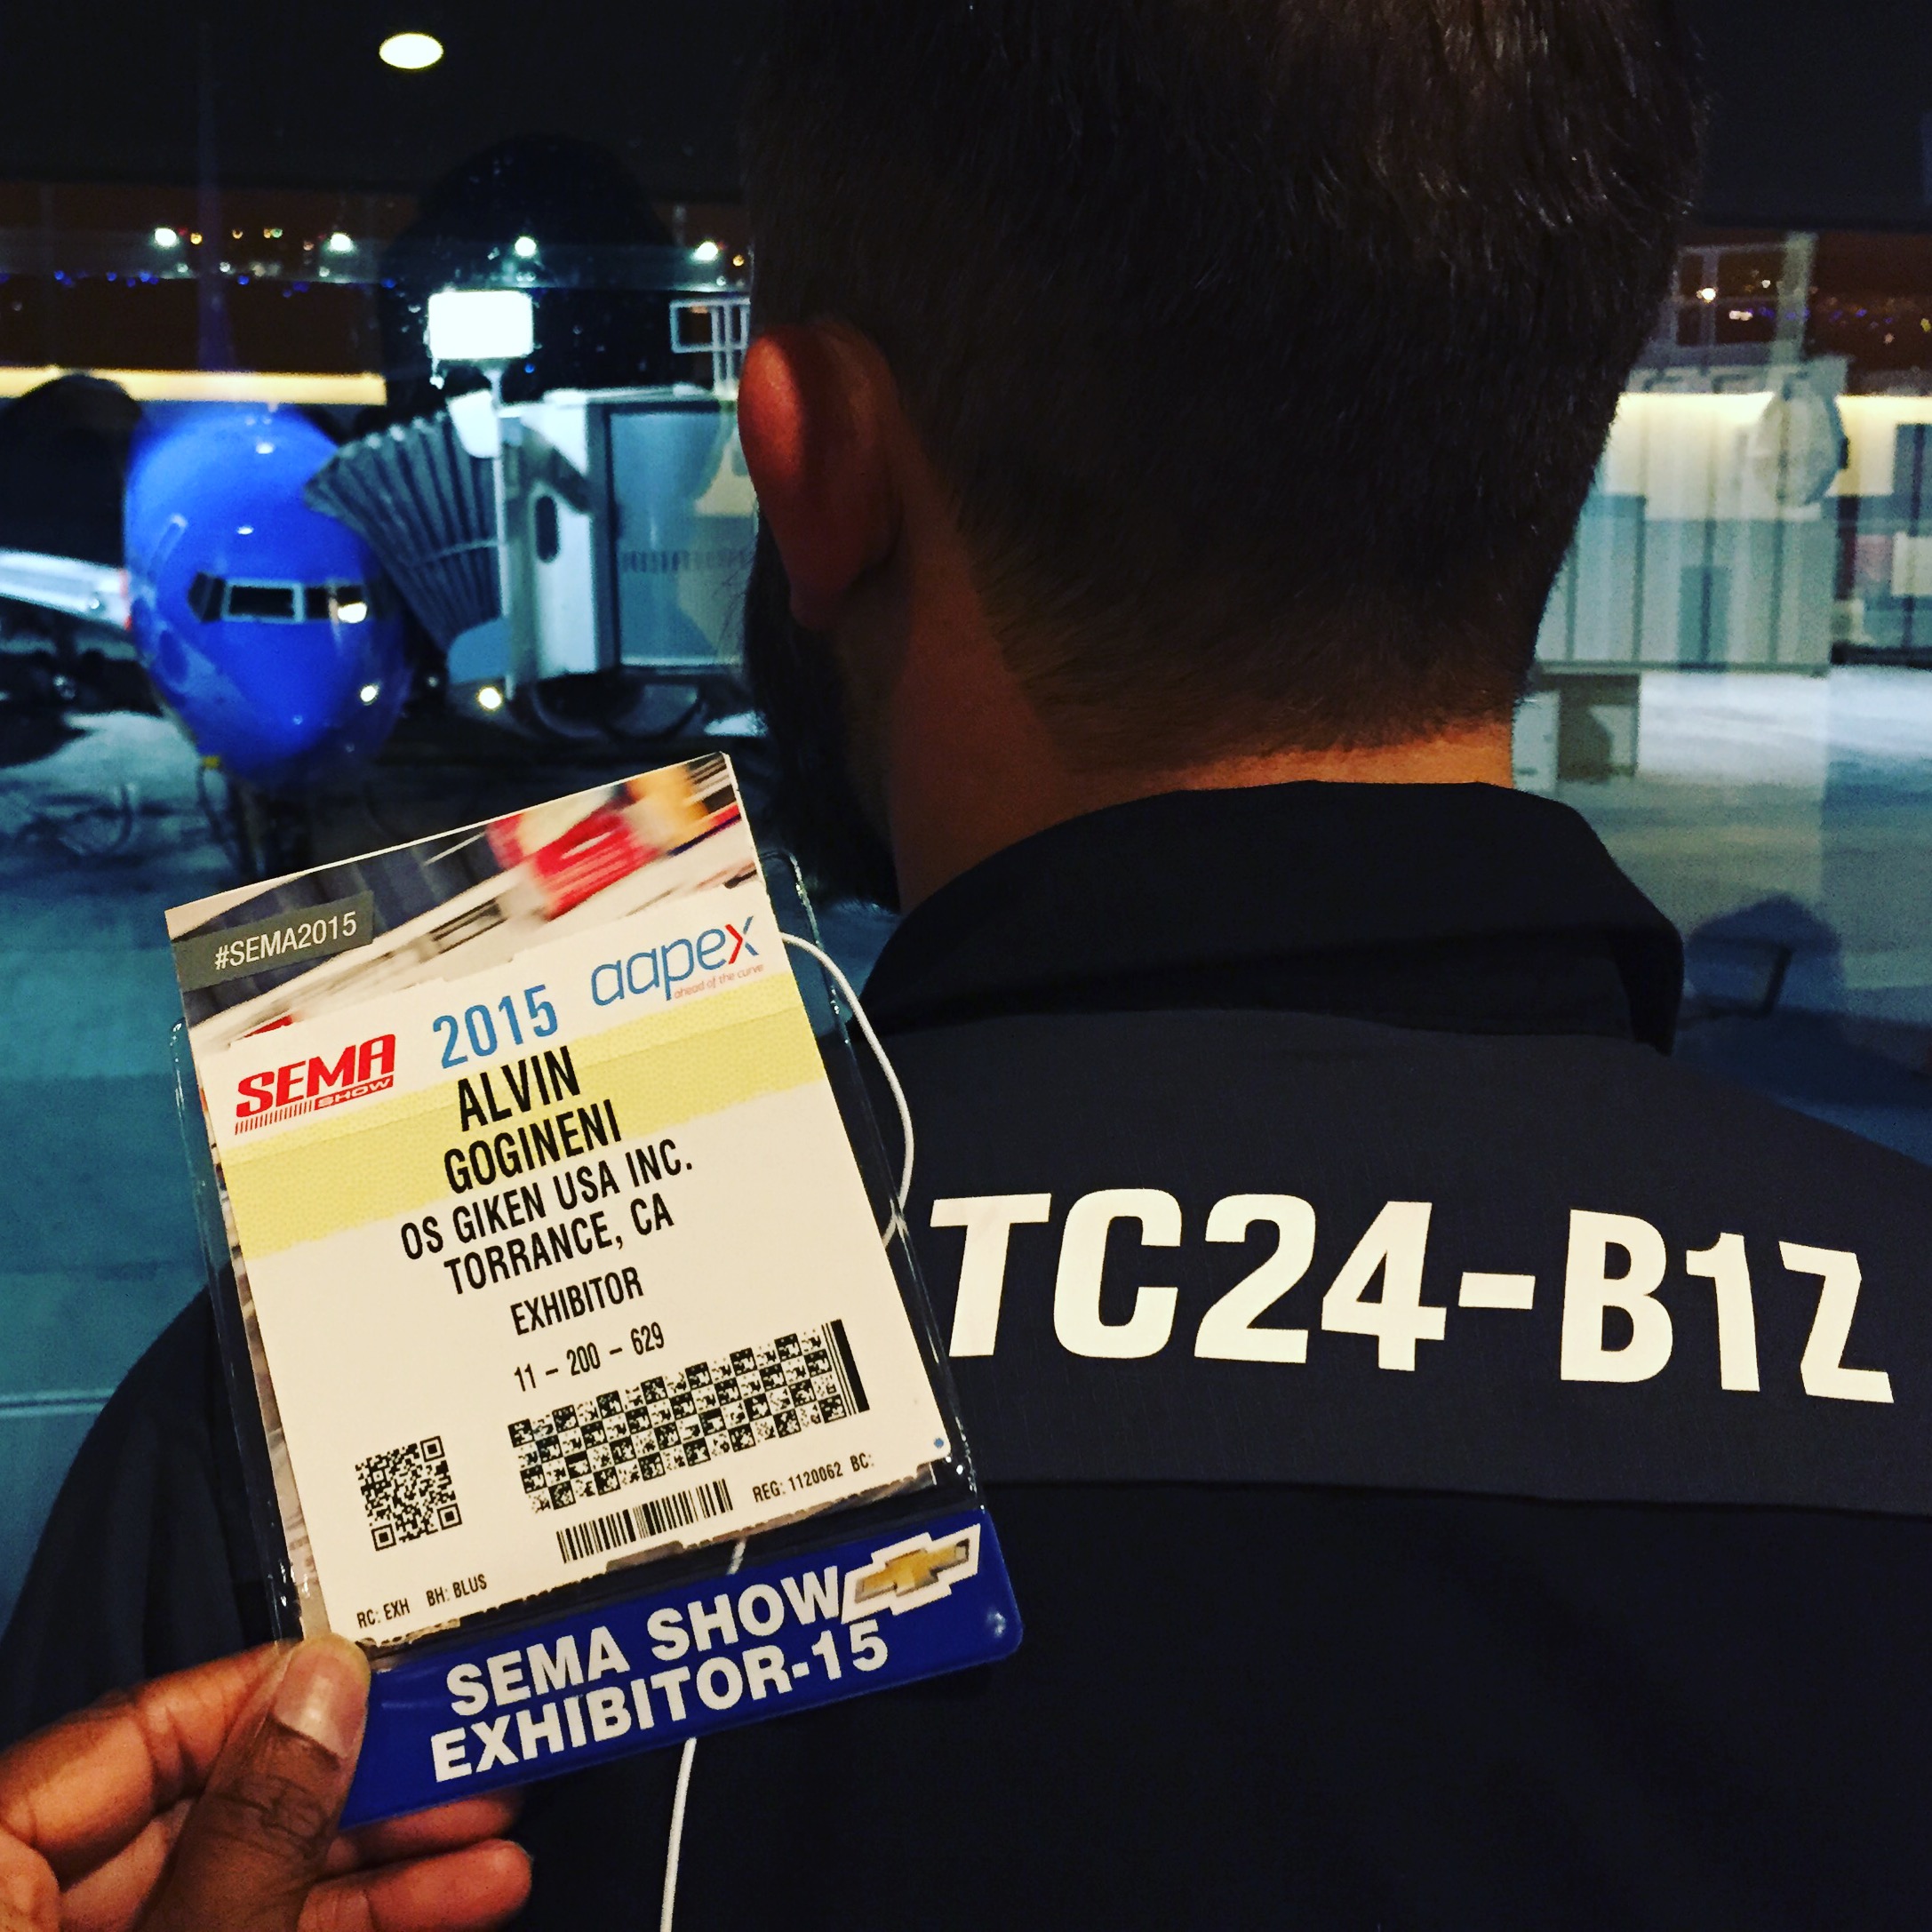 #SEMA2015
SEMA
SHOW
2015
aapex
ahead of the curve
ALVIN
GOGINENI
OS GIKEN USA INC.
TORRANCE, CA
EXHIBITOR
11 - 200 - 629
REG: 1120062 BC:
RC: EXH BH: BLUS
SEMA SHOW
EXHIBITOR-15
TC24-B1Z